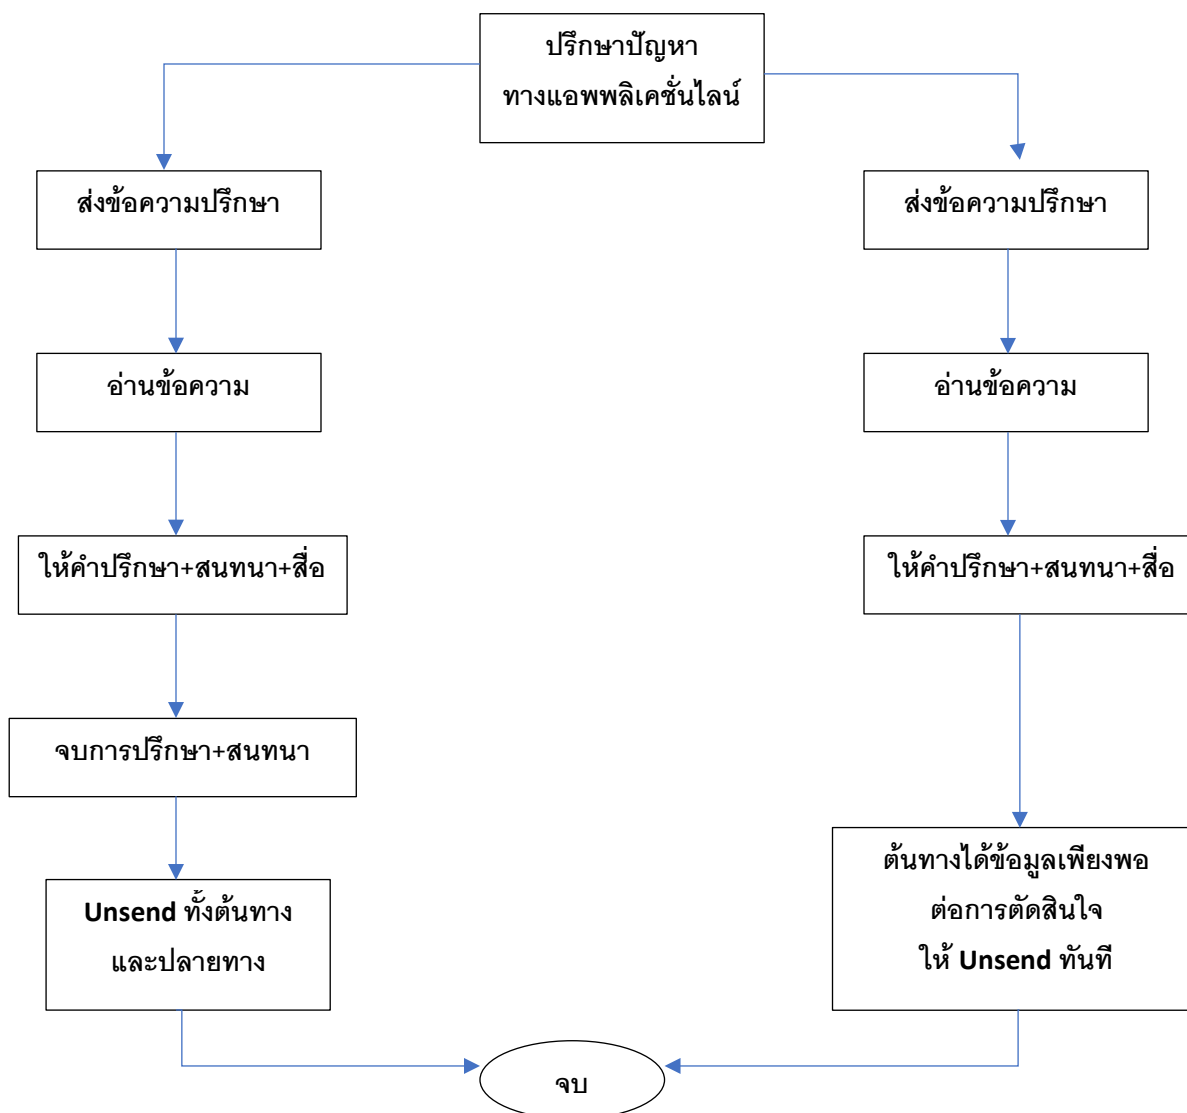 ปรึกษาปัญหา
ทางแอพพลิเคชั่นไลน์
ส่งข้อความปรึกษา
ส่งข้อความปรึกษา
อ่านข้อความ
อ่านข้อความ
ให้คำปรึกษา+สนทนา+สื่อ
ให้คำปรึกษา+สนทนา+สื่อ
จบการปรึกษา+สนทนา
Unsend ทั้งต้นทาง
และปลายทาง
ต้นทางได้ข้อมูลเพียงพอ
ต่อการตัดสินใจ
ให้ Unsend ทันที
จบ